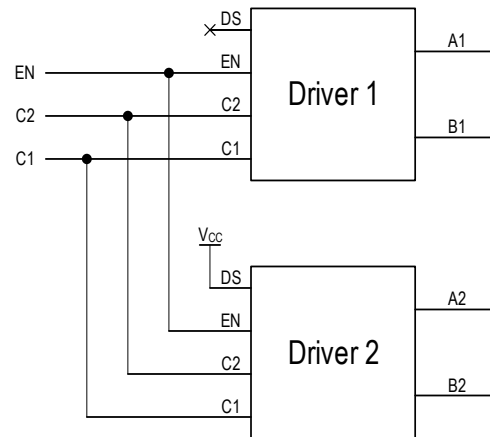 DS
A1
EN
EN
Driver 1
C2
C2
B1
C1
C1
VCC
DS
A2
EN
Driver 2
C2
B2
C1